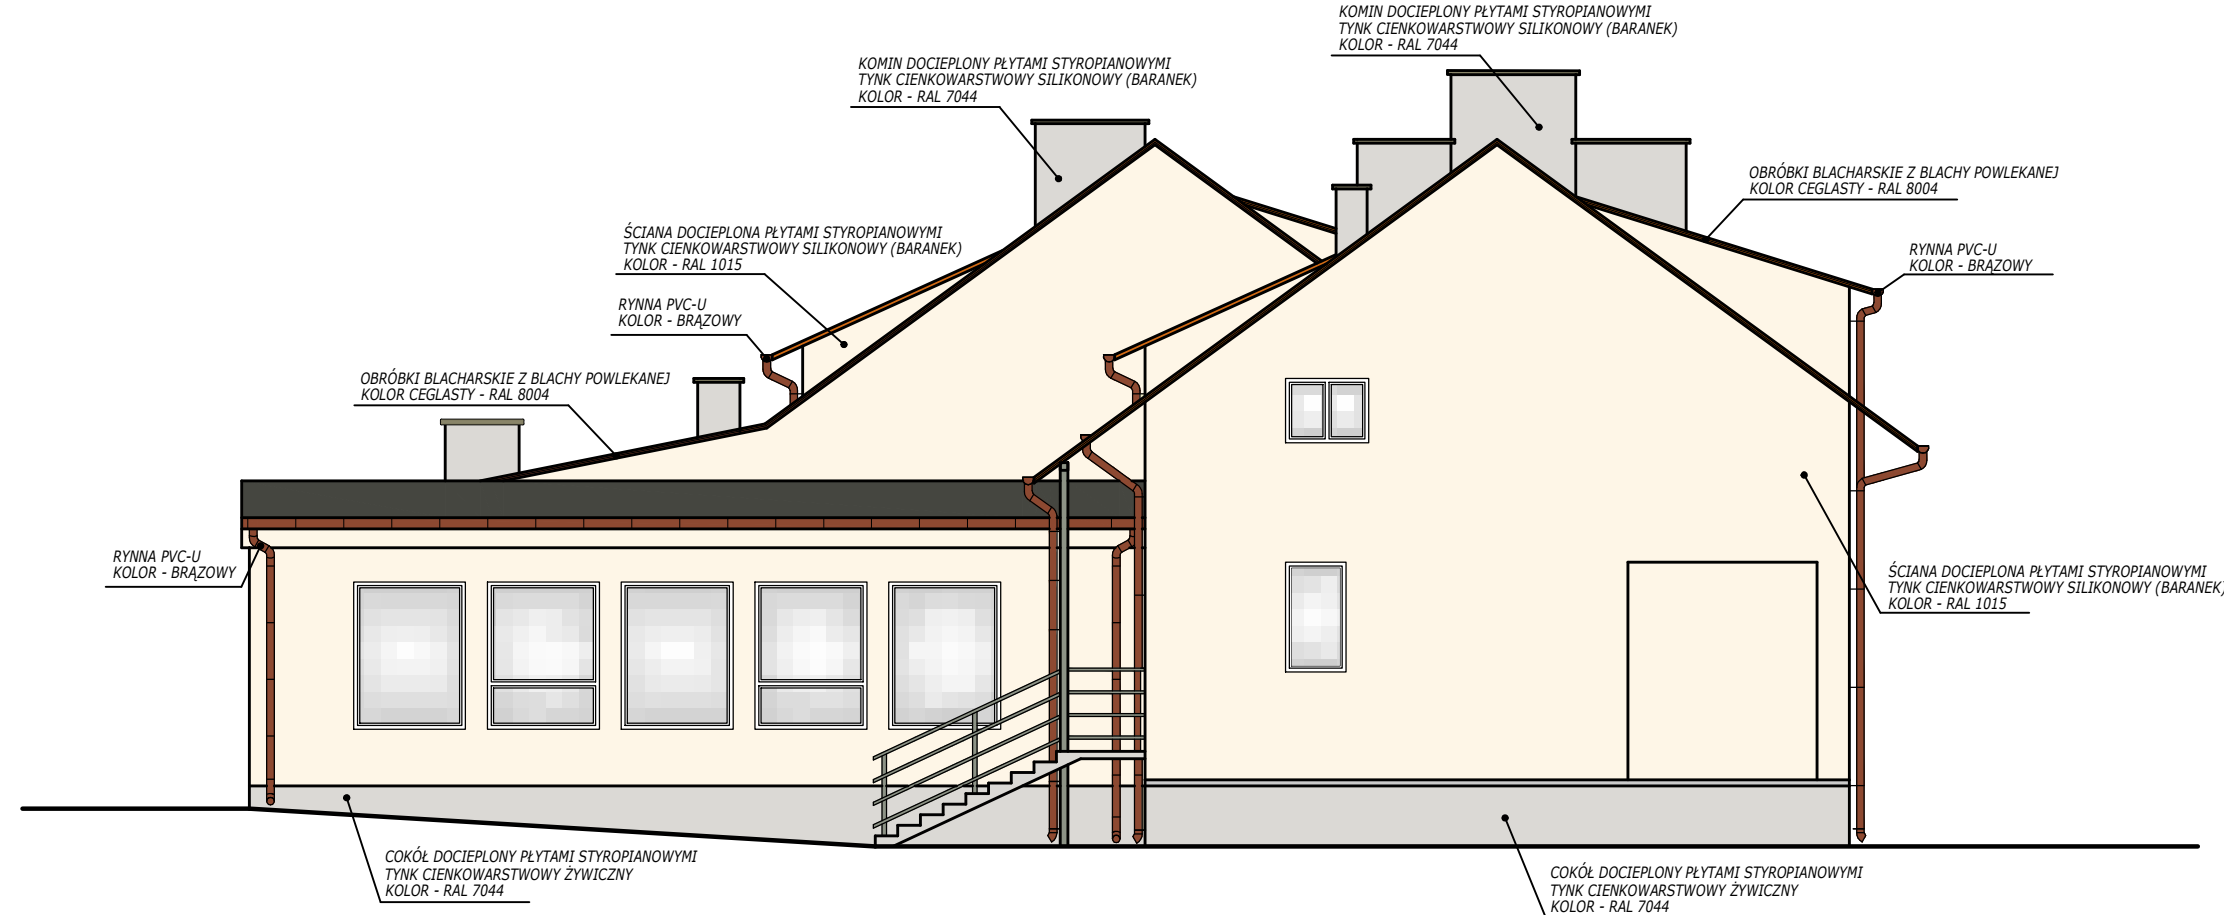 KOMIN DOCIEPLONY PŁYTAMI STYROPIANOWYMI
TYNK CIENKOWARSTWOWY SILIKONOWY (BARANEK)
KOLOR - RAL 7044
KOMIN DOCIEPLONY PŁYTAMI STYROPIANOWYMI
TYNK CIENKOWARSTWOWY SILIKONOWY (BARANEK)
KOLOR - RAL 7044
OBRÓBKI BLACHARSKIE Z BLACHY POWLEKANEJ
KOLOR CEGLASTY - RAL 8004
ŚCIANA DOCIEPLONA PŁYTAMI STYROPIANOWYMI
TYNK CIENKOWARSTWOWY SILIKONOWY (BARANEK)
KOLOR - RAL 1015
RYNNA PVC-U
KOLOR - BRĄZOWY
RYNNA PVC-U
KOLOR - BRĄZOWY
OBRÓBKI BLACHARSKIE Z BLACHY POWLEKANEJ
KOLOR CEGLASTY - RAL 8004
RYNNA PVC-U
KOLOR - BRĄZOWY
ŚCIANA DOCIEPLONA PŁYTAMI STYROPIANOWYMI
TYNK CIENKOWARSTWOWY SILIKONOWY (BARANEK)
KOLOR - RAL 1015
COKÓŁ DOCIEPLONY PŁYTAMI STYROPIANOWYMI
TYNK CIENKOWARSTWOWY ŻYWICZNY
KOLOR - RAL 7044
COKÓŁ DOCIEPLONY PŁYTAMI STYROPIANOWYMI
TYNK CIENKOWARSTWOWY ŻYWICZNY
KOLOR - RAL 7044